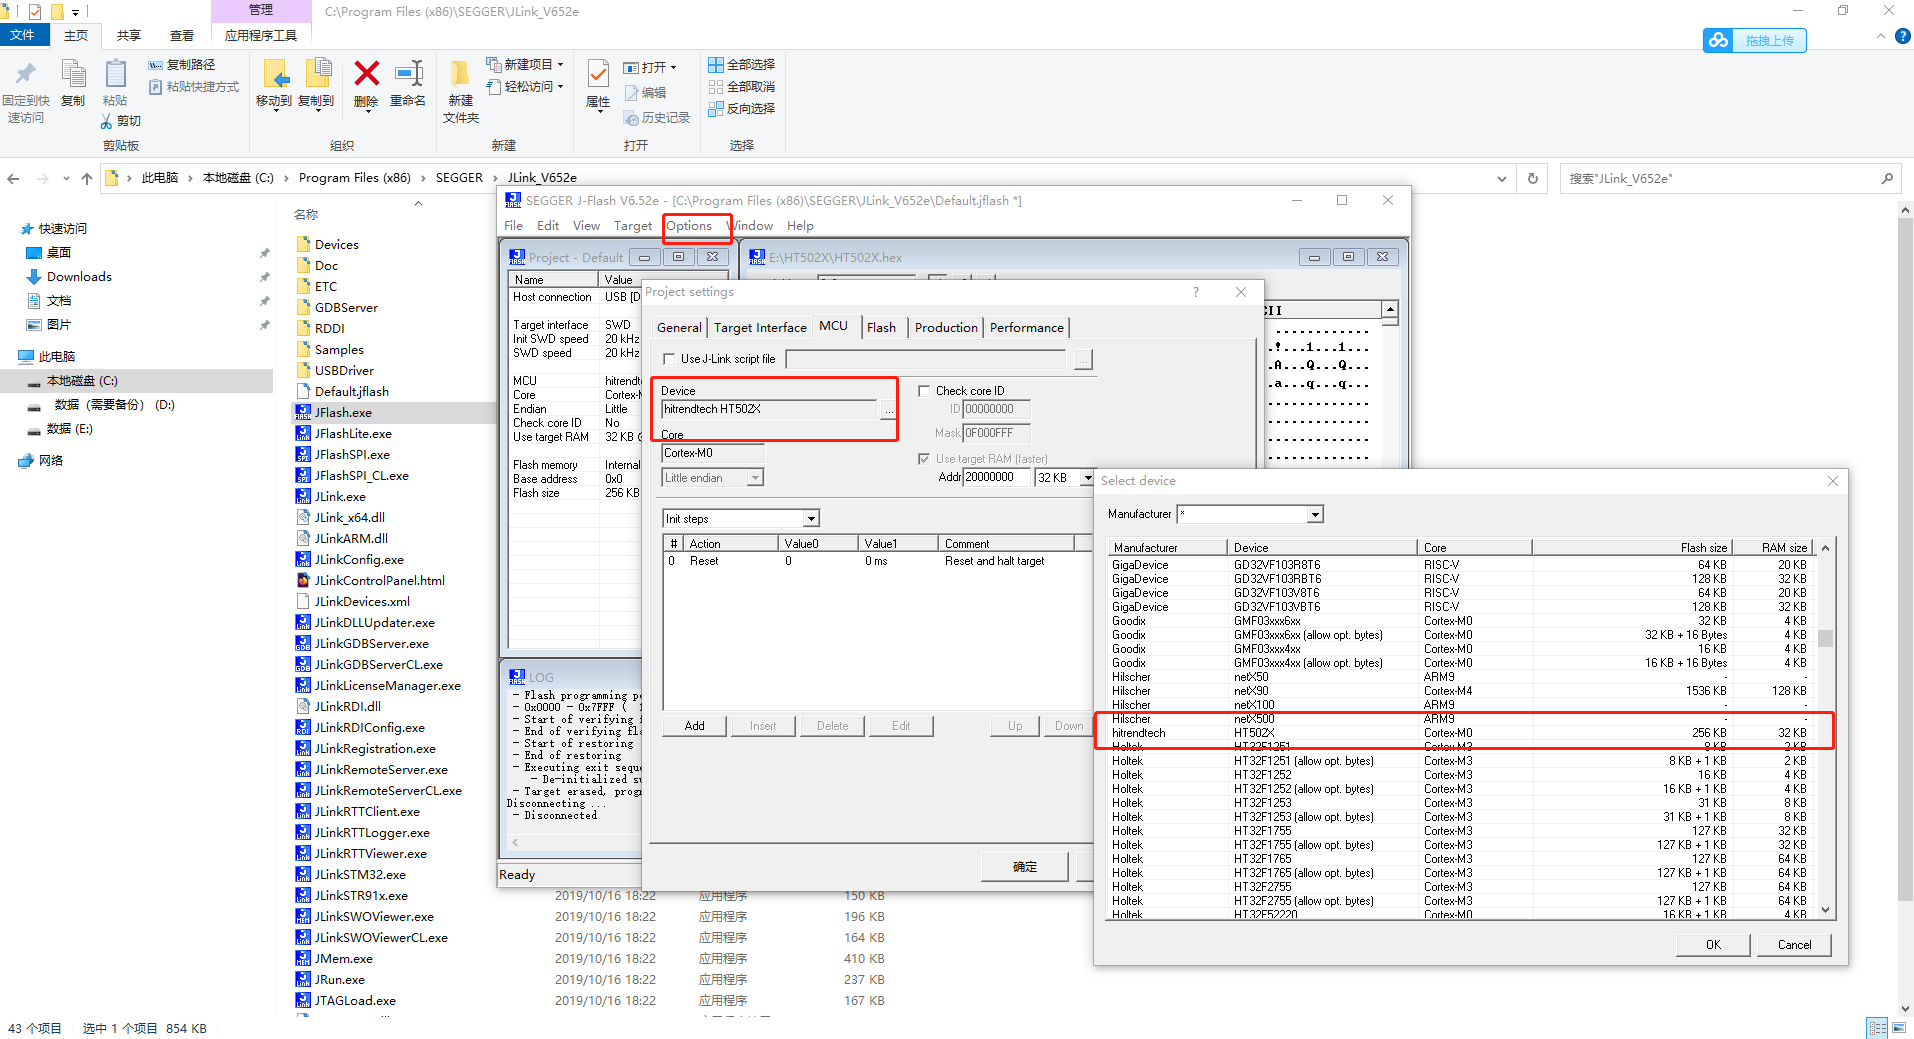 管理
C:\Program Files (x86)\SEGGER\JLink_V652e
文件
主页
共享
查看
应用程序工具
拖拽上传
固定到快
速访问
复制
粘贴
复制路径
粘贴快捷方式
剪切
剪贴板
移动到
复制到
删除
重命名
组织
新建
文件夹
新建项目
轻松访问
新建
属性
打开
编辑
历史记录
打开
全部选择
全部取消
反向选择
选择
此电脑
本地磁盘 (C:)
Program Files (x86)
SEGGER
JLink_V652e
搜索"JLink_V652e"
快速访问
桌面
Downloads
文档
图片
此电脑
本地磁盘 (C:)
数据（需要备份） (D:)
数据 (E:)
网络
名称
Devices
Doc
ETC
GDBServer
RDDI
Samples
USBDriver
Default.jflash
JFlash.exe
JFlashLite.exe
JFlashSPI.exe
JFlashSPI_CL.exe
JLink.exe
JLink_x64.dll
JLinkARM.dll
JLinkConfig.exe
JLinkControlPanel.html
JLinkDevices.xml
JLinkDLLUpdater.exe
JLinkGDBServer.exe
JLinkGDBServerCL.exe
JLinkLicenseManager.exe
JLinkRDI.dll
JLinkRDIConfig.exe
JLinkRegistration.exe
JLinkRemoteServer.exe
JLinkRemoteServerCL.exe
JLinkRTTClient.exe
JLinkRTTLogger.exe
JLinkRTTViewer.exe
JLinkSTM32.exe
JLinkSTR91x.exe 2019/10/16 18:22 应用程序 150 KB
JLinkSWOViewer.exe 2019/10/16 18:22 应用程序 196 KB
JLinkSWOViewerCL.exe 2019/10/16 18:22 应用程序 164 KB
JMem.exe 2019/10/16 18:22 应用程序 410 KB
JRun.exe 2019/10/16 18:22 应用程序 237 KB
JTAGLoad.exe 2019/10/16 18:22 应用程序 167 KB
43 个项目 选中 1 个项目 854 KB
SEGGER J-Flash V6.52e - [C:\Program Files (x86)\SEGGER\JLink_V652e\Default.jflash *]
File Edit View Target Options Window Help
Project - Default
Name Value
Host connection USB [D
Target interface SWD
Init SWD speed 20 kHz
SWD speed 20 kHz
MCU hitrendt
Core Cortex-M
Endian Little
Check core ID No
Use target RAM 32 KB @
Flash memory Internal
Base address 0x0
Flash size 256 KB
E:\HT502X\HT502X.hex
CII
.!...1...1...
.A...Q...Q...
.a...q...q...
LOG
- Flash programming pe
- 0x0000 - 0x7FFF ( 1
- Start of verifying f
- End of verifying fla
- Start of restoring
- End of restoring
- Executing exit seque
- De-initialized su
- Target erased, progr
Disconnecting ...
- Disconnected
Ready
Project settings
General Target Interface MCU Flash Production Performance
Use J-Link script file
...
Device
hitrendtech HT502X ...
Core
Cortex-M0
Little endian
Check core ID
ID 00000000
Mask 0F000FFF
Use target RAM (faster)
Addr 20000000 32 KB
Init steps
# Action Value0 Value1 Comment
0 Reset 0 0 ms Reset and halt target
Add Insert Delete Edit Up Down
确定
Select device
Manufacturer *
Manufacturer Device Core Flash size RAM size
GigaDevice GD32VF103R8T6 RISC-V 64 KB 20 KB
GigaDevice GD32VF103RBT6 RISC-V 128 KB 32 KB
GigaDevice GD32VF103V8T6 RISC-V 64 KB 20 KB
GigaDevice GD32VF103VBT6 RISC-V 128 KB 32 KB
Goodix GMF03xxx6xx Cortex-M0 32 KB 4 KB
Goodix GMF03xxx6xx (allow opt. bytes) Cortex-M0 32 KB + 16 Bytes 4 KB
Goodix GMF03xxx4xx Cortex-M0 16 KB 4 KB
Goodix GMF03xxx4xx (allow opt. bytes) Cortex-M0 16 KB + 16 Bytes 4 KB
Hilscher netX50 ARM9 - -
Hilscher netX90 Cortex-M4 1536 KB 128 KB
Hilscher netX100 ARM9 - -
Hilscher netX500 ARM9 - -
hitrendtech HT502X Cortex-M0 256 KB 32 KB
Holtek HT32F1251 Cortex-M3 8 KB 2 KB
Holtek HT32F1251 (allow opt. bytes) Cortex-M3 8 KB + 1 KB 2 KB
Holtek HT32F1252 Cortex-M3 16 KB 4 KB
Holtek HT32F1252 (allow opt. bytes) Cortex-M3 16 KB + 1 KB 4 KB
Holtek HT32F1253 Cortex-M3 31 KB 8 KB
Holtek HT32F1253 (allow opt. bytes) Cortex-M3 31 KB + 1 KB 8 KB
Holtek HT32F1755 Cortex-M3 127 KB 32 KB
Holtek HT32F1755 (allow opt. bytes) Cortex-M3 127 KB + 1 KB 32 KB
Holtek HT32F1765 Cortex-M3 127 KB 64 KB
Holtek HT32F1765 (allow opt. bytes) Cortex-M3 127 KB + 1 KB 64 KB
Holtek HT32F2755 Cortex-M3 127 KB 64 KB
Holtek HT32F2755 (allow opt. bytes) Cortex-M3 127 KB + 1 KB 64 KB
Holtek HT32F52220 Cortex-M0 16 KB + 1 KB 4 KB
OK Cancel